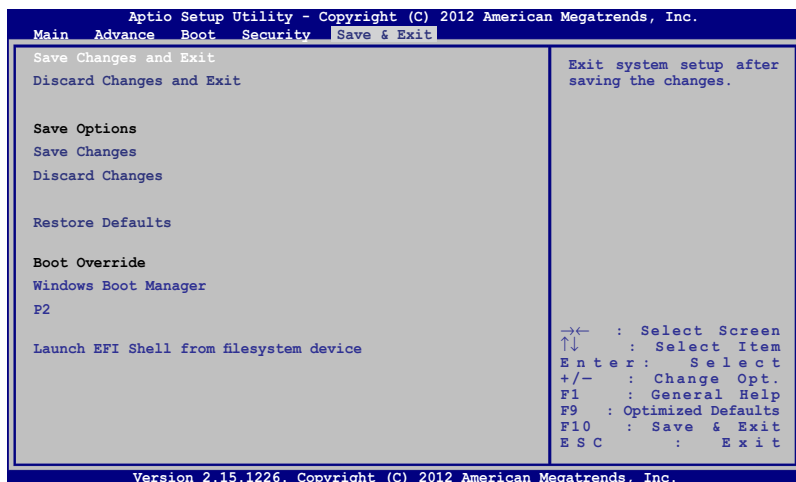 Aptio Setup Utility - Copyright (C) 2012 American Megatrends, Inc.
Main Advance Boot Security Save & Exit
Save Changes and Exit
Discard Changes and Exit
Save Options
Save Changes
Discard Changes
Restore Defaults
Boot Override
Windows Boot Manager
P2
Launch EFI Shell from filesystem device
Exit system setup after
saving the changes.
→← : Select Screen
↑↓ : Select Item
Enter: Select
+/— : Change Opt.
F1 : General Help
F9 : Optimized Defaults
F10 : Save & Exit
ESC : Exit
Version 2.15.1226. Copyright (C) 2012 American Megatrends, Inc.